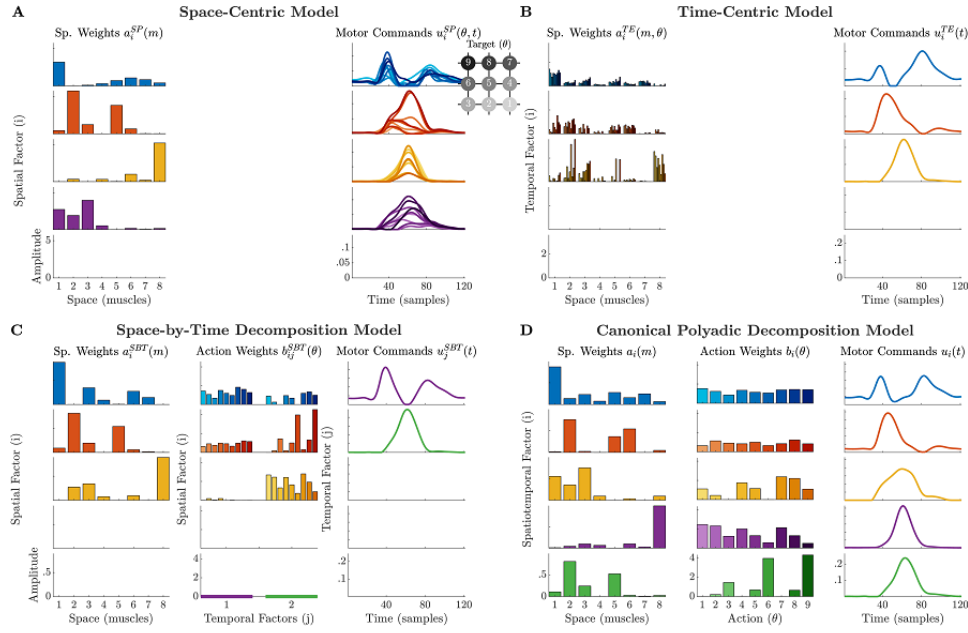 A
Space-Centric Model
Sp. Weights a_i^{SP}(m)
Motor Commands u_i^{SP}(θ, t)
Target (θ)
9 8 7
6 5 4
3 2 1
Spatial Factor (i)
Amplitude
5
0
1 2 3 4 5 6 7 8
Space (muscles)
.1
.05
0
40 80 120
Time (samples)
B
Time-Centric Model
Sp. Weights a_i^{TE}(m, θ)
Motor Commands u_i^{TE}(t)
Temporal Factor (i)
2
0
1 2 3 4 5 6 7 8
Space (muscles)
.2
.1
0
40 80 120
Time (samples)
C
Space-by-Time Decomposition Model
Sp. Weights a_i^{SBT}(m)
Action Weights b_{ij}^{SBT}(θ)
Motor Commands u_j^{SBT}(t)
Spatial Factor (i)
Spatial Factor (i)
Temporal Factor (j)
Amplitude
.5
0
1 2 3 4 5 6 7 8
Space (muscles)
4
2
0
1 2
Temporal Factors (j)
.2
.1
0
40 80 120
Time (samples)
D
Canonical Polyadic Decomposition Model
Sp. Weights a_i(m)
Action Weights b_i(θ)
Motor Commands u_i(t)
Spatiotemporal Factor (i)
.5
0
1 2 3 4 5 6 7 8
Space (muscles)
4
2
0
1 2 3 4 5 6 7 8 9
Action (θ)
.2
.1
0
40 80 120
Time (samples)